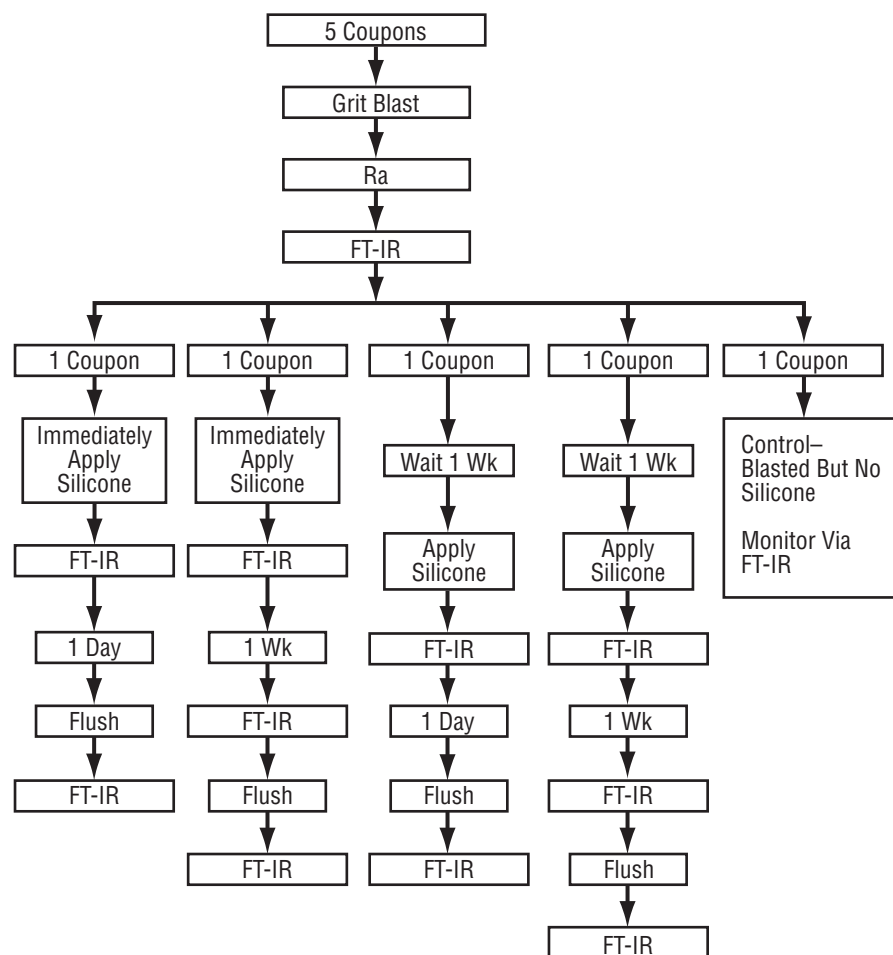 5 Coupons
Grit Blast
Ra
FT-IR
1 Coupon
Immediately
Apply
Silicone
FT-IR
1 Day
Flush
FT-IR
1 Coupon
Immediately
Apply
Silicone
FT-IR
1 Wk
FT-IR
Flush
FT-IR
1 Coupon
Wait 1 Wk
Apply
Silicone
FT-IR
1 Day
Flush
FT-IR
1 Coupon
Wait 1 Wk
Apply
Silicone
FT-IR
1 Wk
FT-IR
Flush
FT-IR
1 Coupon
Control–
Blasted But No
Silicone
Monitor Via
FT-IR